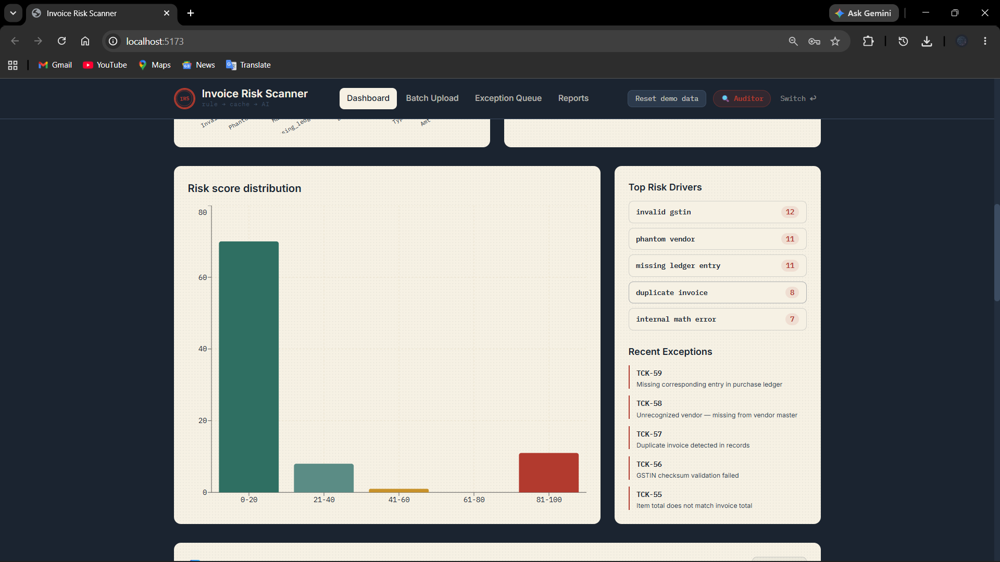 Invoice Risk Scanner
Ask Gemini
localhost:5173
Gmail
YouTube
Maps
News
Translate
IRS
Invoice Risk Scanner
rule → cache → AI
Dashboard
Batch Upload
Exception Queue
Reports
Reset demo data
Auditor
Switch ↩
Risk score distribution
80
60
40
20
0
0-20
21-40
41-60
61-80
81-100
Top Risk Drivers
invalid gstin 12
phantom vendor 11
missing ledger entry 11
duplicate invoice 8
internal math error 7
Recent Exceptions
TCK-59
Missing corresponding entry in purchase ledger
TCK-58
Unrecognized vendor — missing from vendor master
TCK-57
Duplicate invoice detected in records
TCK-56
GSTIN checksum validation failed
TCK-55
Item total does not match invoice total